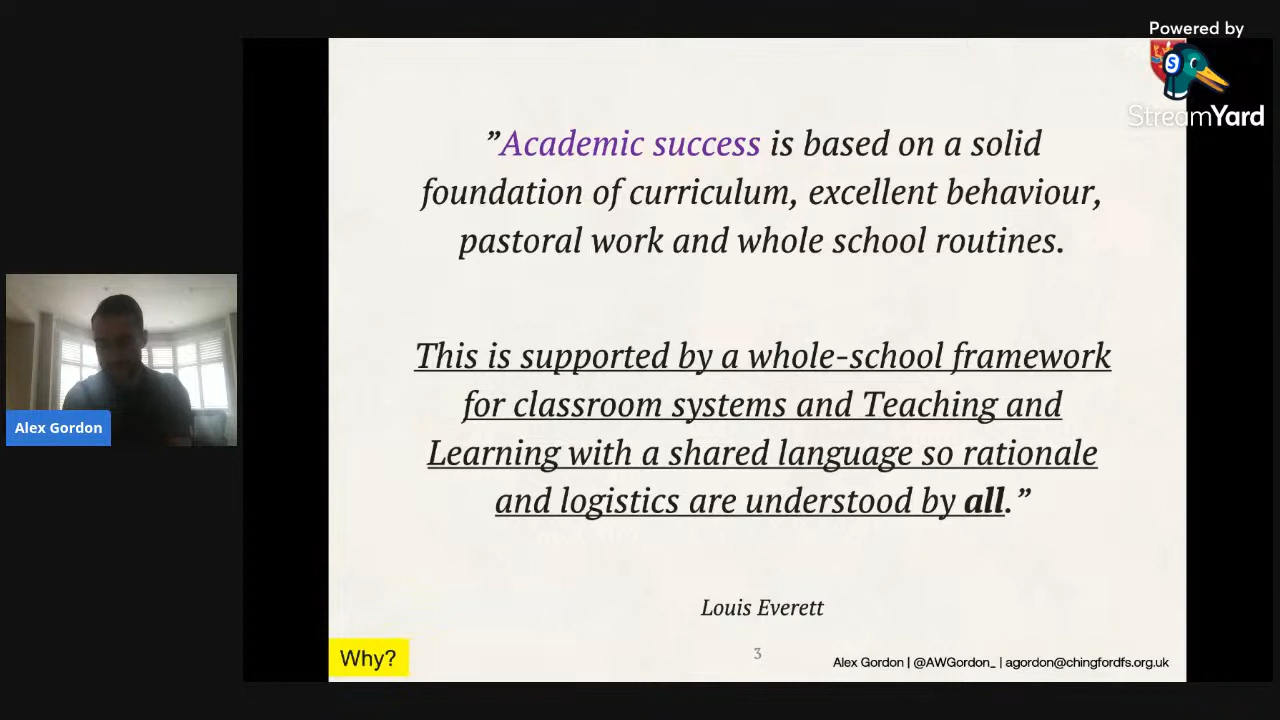 Powered by
StreamYard
”Academic success is based on a solid
foundation of curriculum, excellent behaviour,
pastoral work and whole school routines.
This is supported by a whole-school framework
for classroom systems and Teaching and
Learning with a shared language so rationale
and logistics are understood by all.”
Alex Gordon
Louis Everett
Why?
3
Alex Gordon | @AWGordon_ | agordon@chingfordfs.org.uk